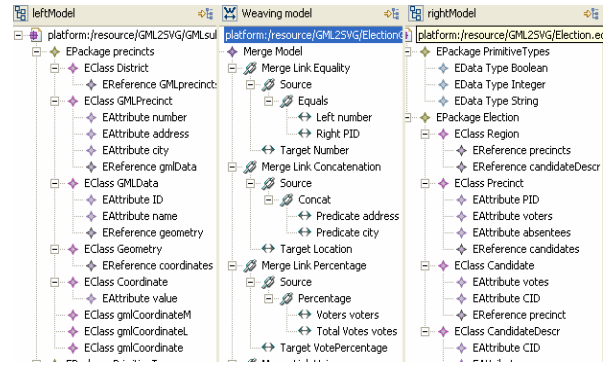 leftModel
platform:/resource/GML2SVG/GMLsul
EPackage precincts
EClass District
EReference GMLprecincts
EClass GMLPrecinct
EAttribute number
EAttribute address
EAttribute city
EReference gmlData
EClass GMLData
EAttribute ID
EAttribute name
EReference geometry
EClass Geometry
EReference coordinates
EClass Coordinate
EAttribute value
EClass gmlCoordinateM
EClass gmlCoordinateL
EClass gmlCoordinate
Weaving model
platform:/resource/GML2SVG/Election
Merge Model
Merge Link Equality
Source
Equals
Left number
Right PID
Target Number
Merge Link Concatenation
Source
Concat
Predicate address
Predicate city
Target Location
Merge Link Percentage
Source
Percentage
Voters voters
Total Votes votes
Target VotePercentage
rightModel
platform:/resource/GML2SVG/Election.ec
EPackage PrimitiveTypes
EData Type Boolean
EData Type Integer
EData Type String
EPackage Election
EClass Region
EReference precincts
EReference candidateDescr
EClass Precinct
EAttribute PID
EAttribute voters
EAttribute absentees
EReference candidates
EClass Candidate
EAttribute votes
EAttribute CID
EReference precinct
EClass CandidateDescr
EAttribute CID